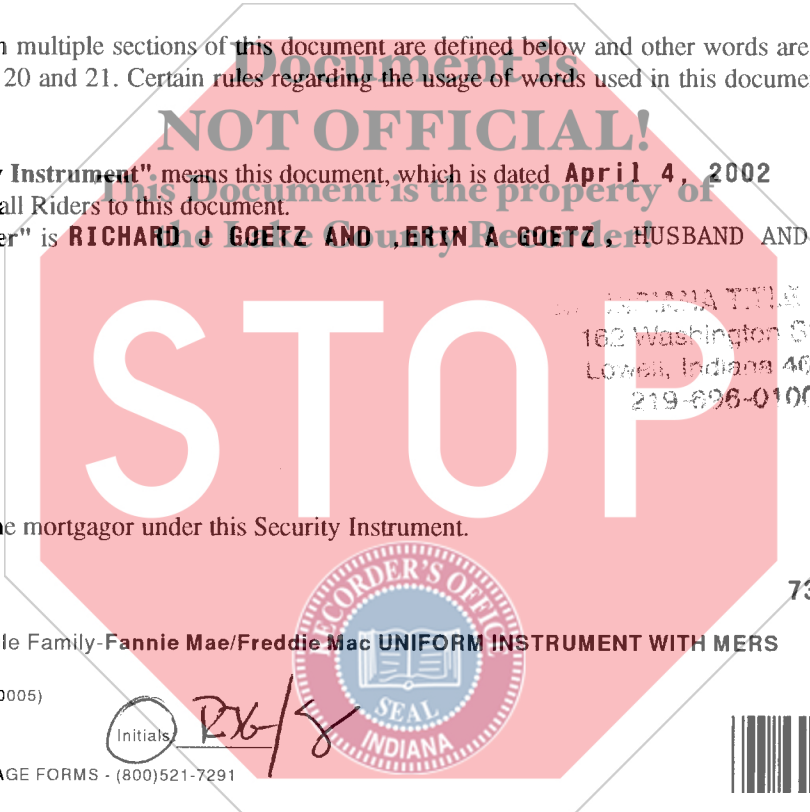 n multiple sections of this document are defined below and other words are
Document is
20 and 21. Certain rules regarding the usage of words used in this docume
NOT OFFICIAL!
y Instrument" means this document, which is dated April 4, 2002
This Document is the property of
all Riders to this document.
the Lake County Recorder!
er" is RICHARD J GOETZ AND ,ERIN A GOETZ, HUSBAND AND
INDIANA TITLE
162 Washington S
Lowell, Indiana 46
219-696-0100
STOP
e mortgagor under this Security Instrument.
RECORDER'S OFFICE
73
le Family-Fannie Mae/Freddie Mac UNIFORM INSTRUMENT WITH MERS
0005)
SEAL
INDIANA
Initials:
AGE FORMS - (800)521-7291